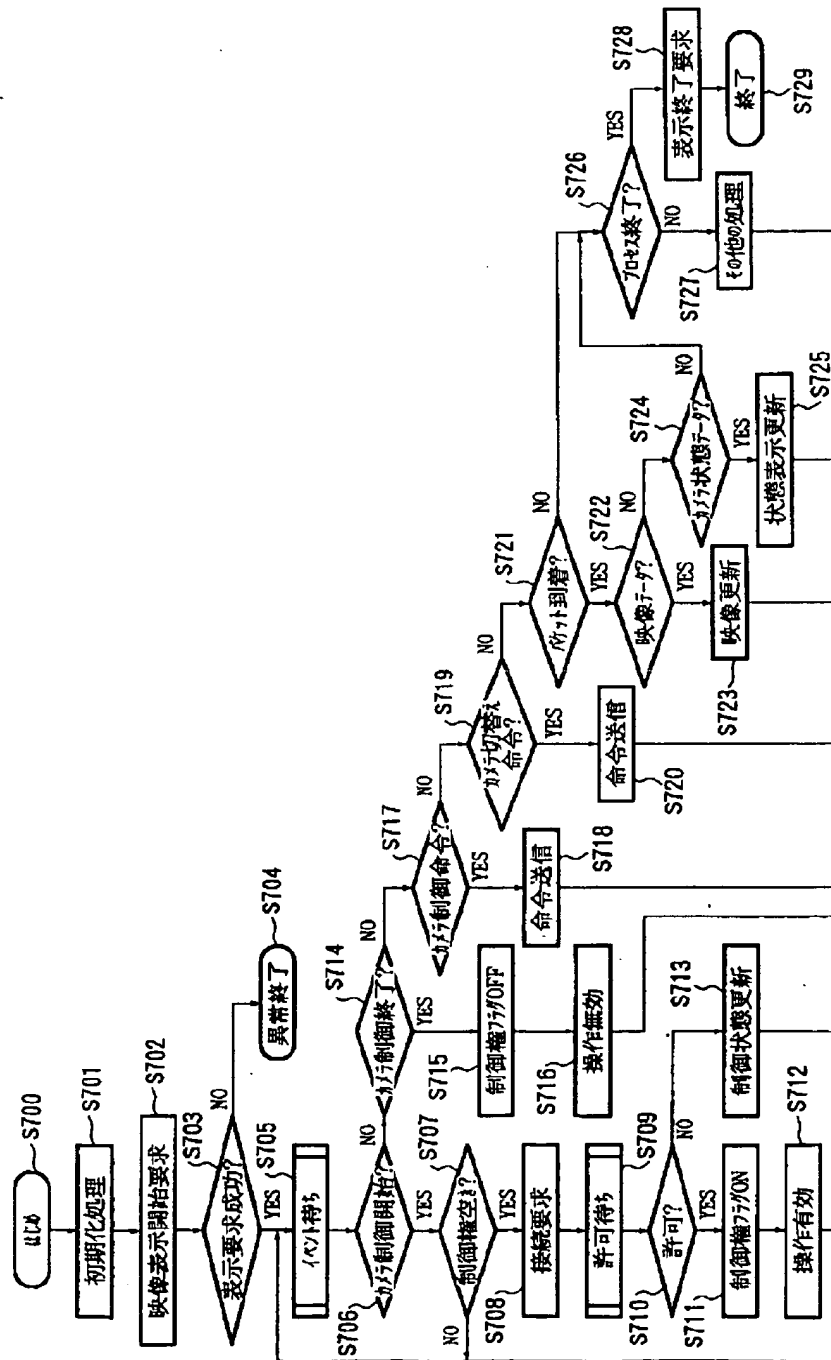 はじめ
S700
初期化処理
S701
映像表示開始要求
S702
表示要求成功?
S703
NO
異常終了
S704
YES
イベント待ち
S705
カメラ制御開始?
S706
NO
YES
制御権空き?
S707
NO
YES
接続要求
S708
許可待ち
S709
許可?
S710
NO
YES
制御権フラグON
S711
操作有効
S712
制御状態更新
S713
カメラ制御終了?
S714
NO
YES
制御権フラグOFF
S715
操作無効
S716
カメラ制御命令?
S717
NO
YES
命令送信
S718
カメラ切替え
命令?
S719
NO
YES
命令送信
S720
パケット到着?
S721
NO
YES
映像データ?
S722
NO
YES
映像更新
S723
カメラ状態データ?
S724
NO
YES
状態表示更新
S725
プロセス終了?
S726
YES
NO
その他の処理
S727
表示終了要求
S728
終了
S729